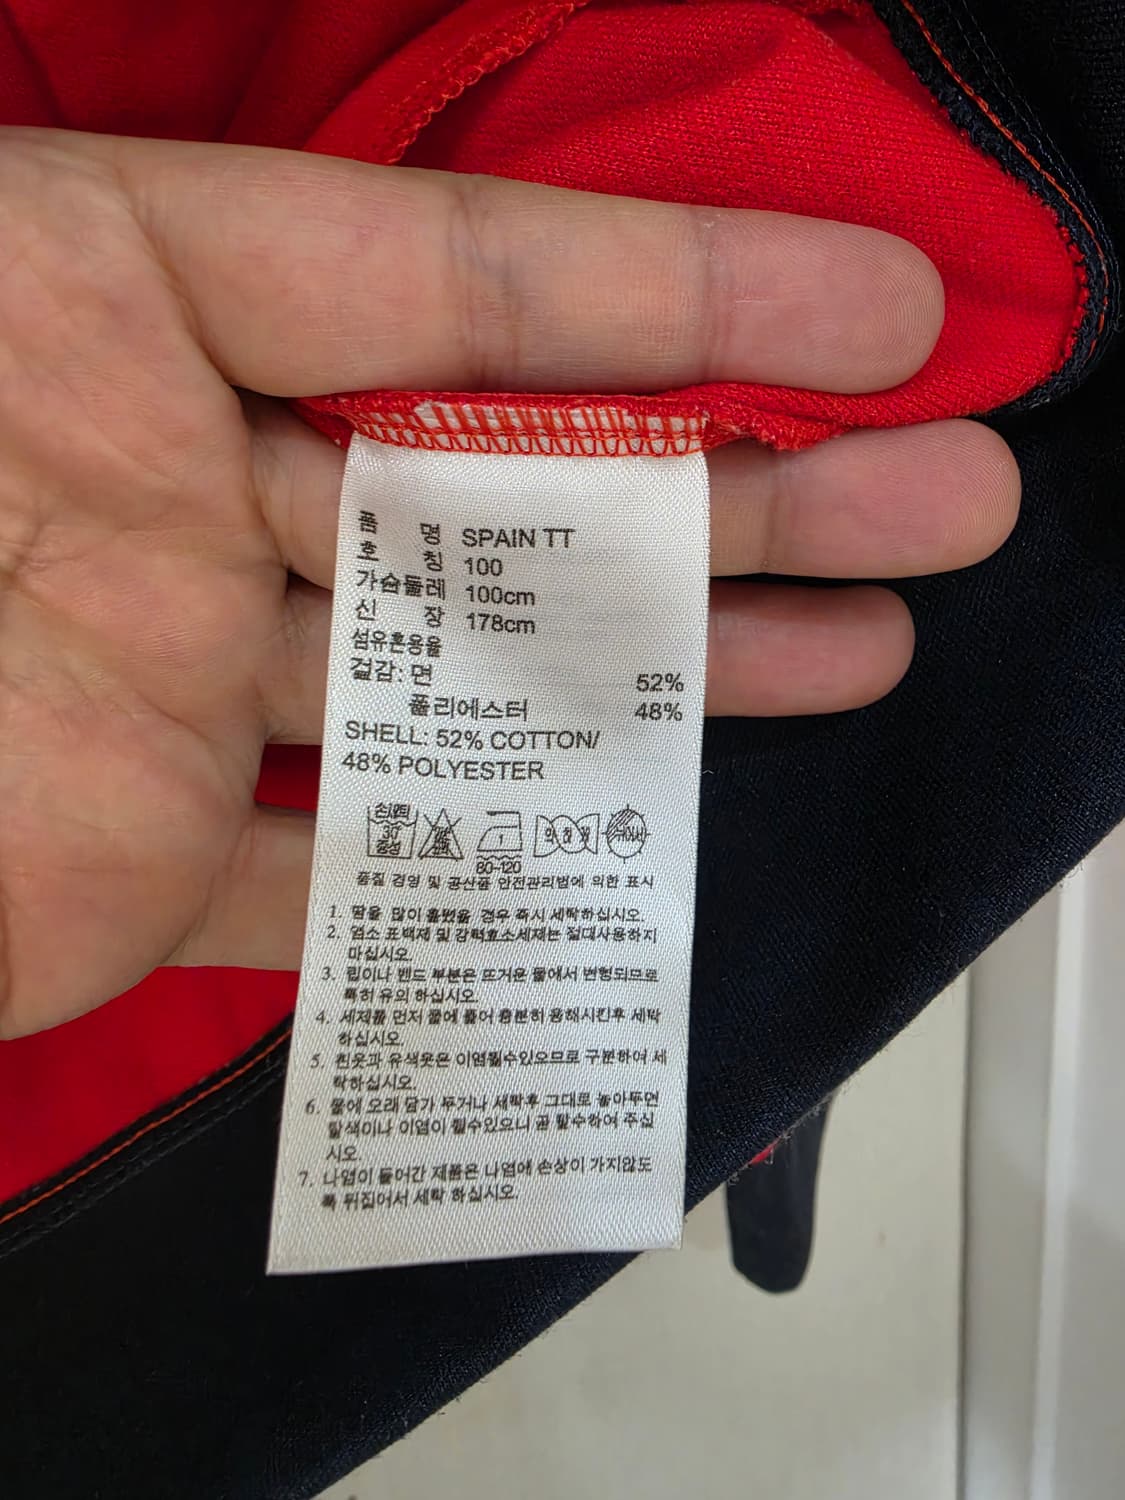 품 명 SPAIN TT
호 칭 100
가슴둘레 100cm
신 장 178cm
섬유혼용율
겉감: 면 52%
폴리에스터 48%
SHELL: 52% COTTON/
48% POLYESTER
손세탁
30°
중성
80~120
품질 경영 및 공산품 안전관리법에 의한 표시
1. 땀을 많이 흘렸을 경우 즉시 세탁하십시오.
2. 염소 표백제 및 강력효소세제는 절대사용하지
마십시오.
3. 립이나 밴드 부분은 뜨거운 물에서 변형되므로
특히 유의 하십시오.
4. 세제를 먼저 물에 풀어 충분히 용해시킨후 세탁
하십시오.
5. 흰옷과 유색옷은 이염될수있으므로 구분하여 세
탁하십시오.
6. 물에 오래 담가 두거나 세탁후 그대로 놓아두면
탈색이나 이염이 될수있으니 곧 탈수하여 주십
시오.
7. 나염이 들어간 제품은 나염에 손상이 가지않도
록 뒤집어서 세탁 하십시오.